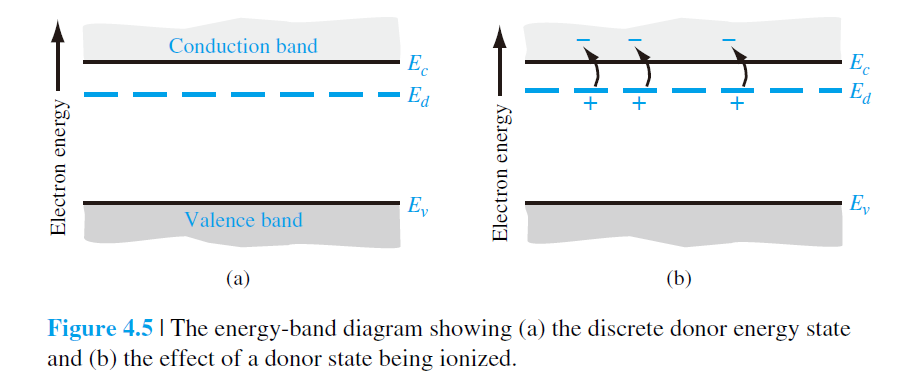 Electron energy
Conduction band
E_c
E_d
E_v
Valence band
(a)
Electron energy
− − −
E_c
+ + +
E_d
E_v
(b)
Figure 4.5 | The energy-band diagram showing (a) the discrete donor energy state
and (b) the effect of a donor state being ionized.